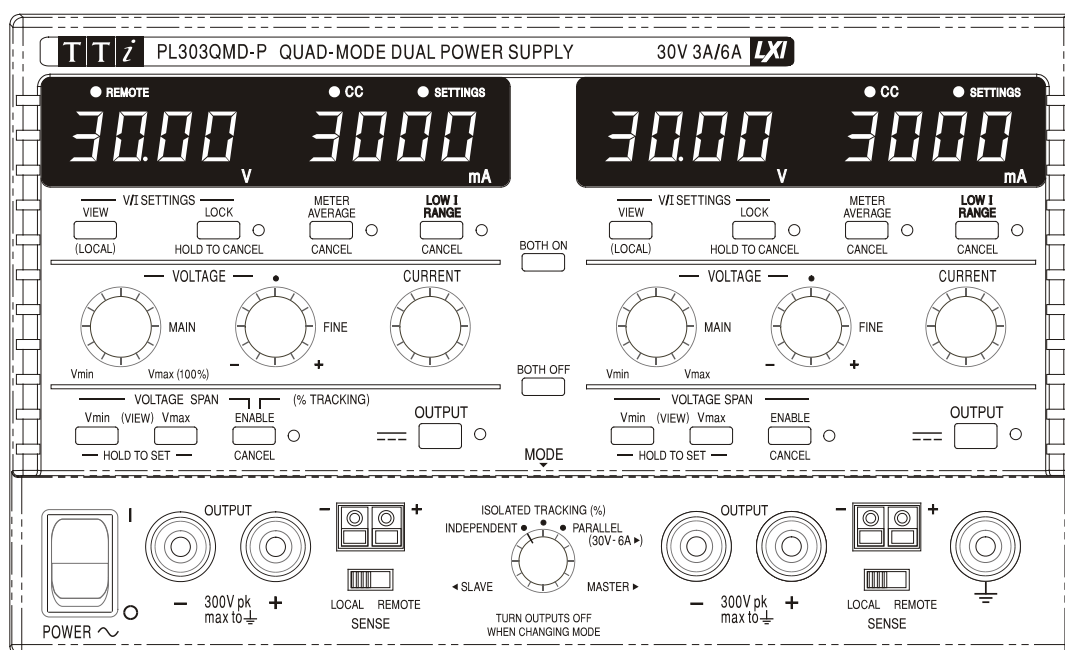 TTi PL303QMD-P QUAD-MODE DUAL POWER SUPPLY 30V 3A/6A LXI
REMOTE CC SETTINGS
30.00 V 3000 mA
CC SETTINGS
30.00 V 3000 mA
V/I SETTINGS
VIEW
(LOCAL)
LOCK
HOLD TO CANCEL
METER
AVERAGE
CANCEL
LOW I
RANGE
CANCEL
BOTH ON
V/I SETTINGS
VIEW
(LOCAL)
LOCK
HOLD TO CANCEL
METER
AVERAGE
CANCEL
LOW I
RANGE
CANCEL
VOLTAGE
CURRENT
MAIN
FINE
Vmin Vmax (100%)
- +
VOLTAGE
CURRENT
MAIN
FINE
Vmin Vmax
- +
BOTH OFF
VOLTAGE SPAN (% TRACKING)
Vmin (VIEW) Vmax
HOLD TO SET
ENABLE
CANCEL
OUTPUT
MODE
VOLTAGE SPAN
Vmin (VIEW) Vmax
HOLD TO SET
ENABLE
CANCEL
OUTPUT
I
O
POWER
OUTPUT
- +
300V pk
max to
- +
LOCAL REMOTE
SENSE
ISOLATED TRACKING (%)
INDEPENDENT
PARALLEL
(30V-6A►)
◄ SLAVE
MASTER ►
TURN OUTPUTS OFF
WHEN CHANGING MODE
OUTPUT
- +
300V pk
max to
- +
LOCAL REMOTE
SENSE